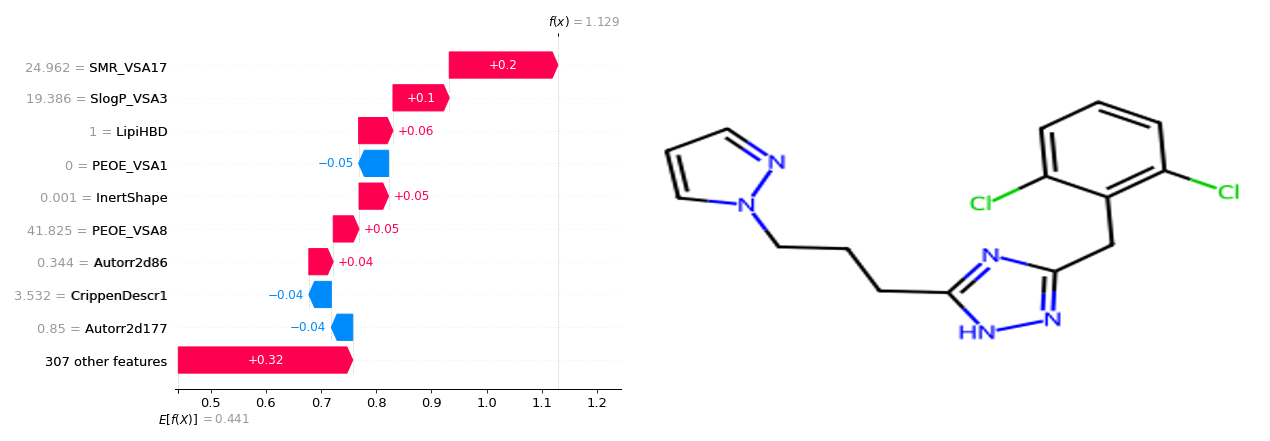 f(x) = 1.129
24.962 = SMR_VSA17
+0.2
19.386 = SlogP_VSA3
+0.1
1 = LipiHBD
+0.06
0 = PEOE_VSA1
−0.05
0.001 = InertShape
+0.05
41.825 = PEOE_VSA8
+0.05
0.344 = Autorr2d86
+0.04
3.532 = CrippenDescr1
−0.04
0.85 = Autorr2d177
−0.04
307 other features
+0.32
0.5 0.6 0.7 0.8 0.9 1.0 1.1 1.2
E[f(X)] = 0.441
N
N
Cl
Cl
N
HN
N